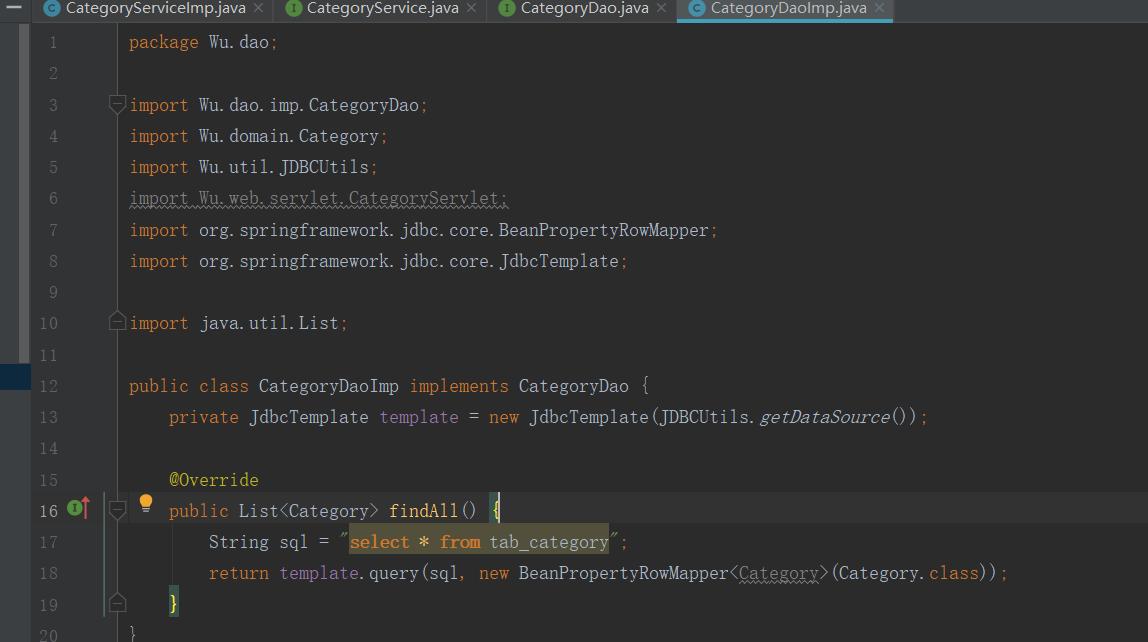 CategoryServiceImp.java CategoryService.java CategoryDao.java CategoryDaoImp.java
1 package Wu.dao;
2
3 import Wu.dao.imp.CategoryDao;
4 import Wu.domain.Category;
5 import Wu.util.JDBCUtils;
6 import Wu.web.servlet.CategoryServlet;
7 import org.springframework.jdbc.core.BeanPropertyRowMapper;
8 import org.springframework.jdbc.core.JdbcTemplate;
9
10 import java.util.List;
11
12 public class CategoryDaoImp implements CategoryDao {
13 private JdbcTemplate template = new JdbcTemplate(JDBCUtils.getDataSource());
14
15 @Override
16 public List<Category> findAll() {
17 String sql = "select * from tab_category";
18 return template.query(sql, new BeanPropertyRowMapper<Category>(Category.class));
19 }
20 }